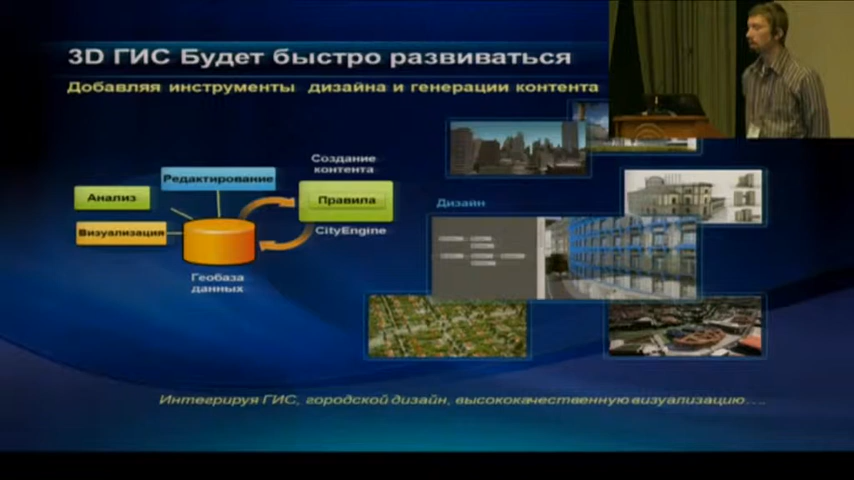 3D ГИС Будет быстро развиваться
Добавляя инструменты дизайна и генерации контента
Создание
контента
Редактирование
Анализ
Правила
Визуализация
CityEngine
Дизайн
Геобаза
данных
Интегрируя ГИС, городской дизайн, высококачественную визуализацию....